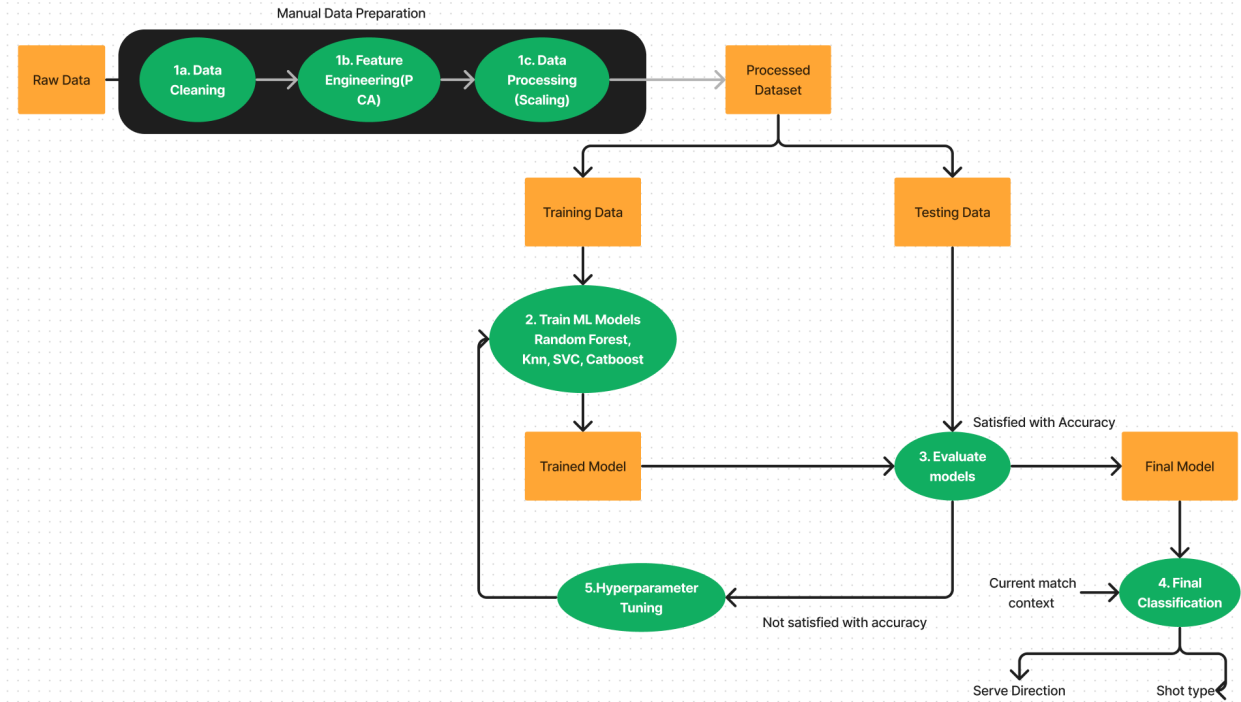 Manual Data Preparation
Raw Data
1a. Data
Cleaning
1b. Feature
Engineering(P
CA)
1c. Data
Processing
(Scaling)
Processed
Dataset
Training Data
Testing Data
2. Train ML Models
Random Forest,
Knn, SVC, Catboost
Satisfied with Accuracy
Trained Model
3. Evaluate
models
Final Model
5.Hyperparameter
Tuning
Not satisfied with accuracy
Current match
context
4. Final
Classification
Serve Direction
Shot type